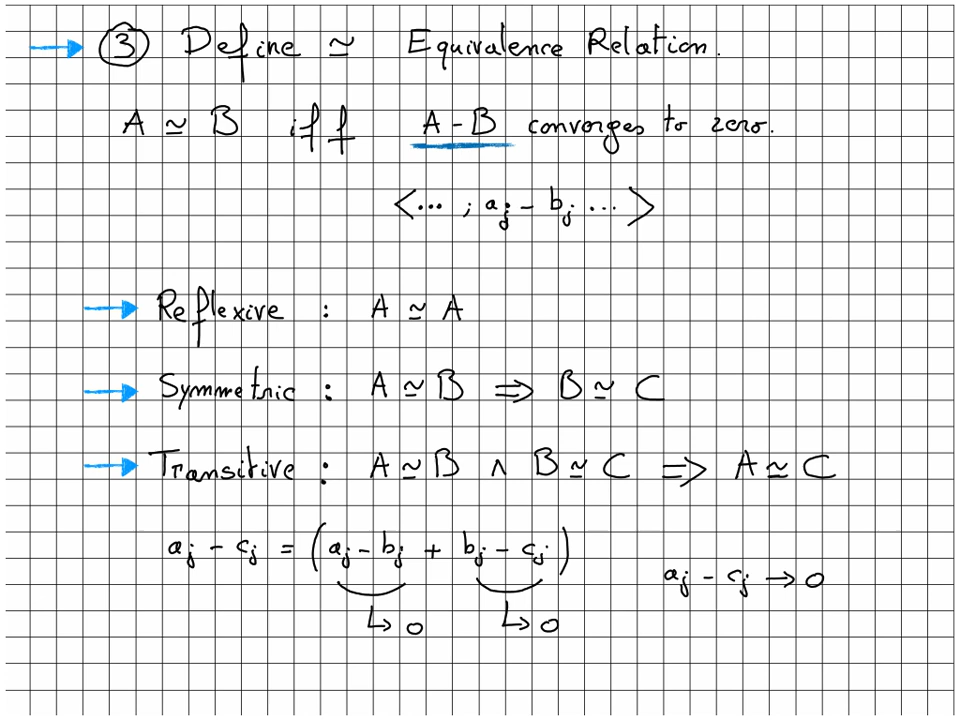 → ③ Define ≃ Equivalence Relation.
A ≃ B iff A - B converges to zero.
<... ; aj - bj ... >
→ Reflexive : A ≃ A
→ Symmetric : A ≃ B ⇒ B ≃ C
→ Transitive : A ≃ B ∧ B ≃ C ⇒ A ≃ C
aj - cj = (aj - bj + bj - cj)
aj - cj → 0
↳ 0 ↳ 0